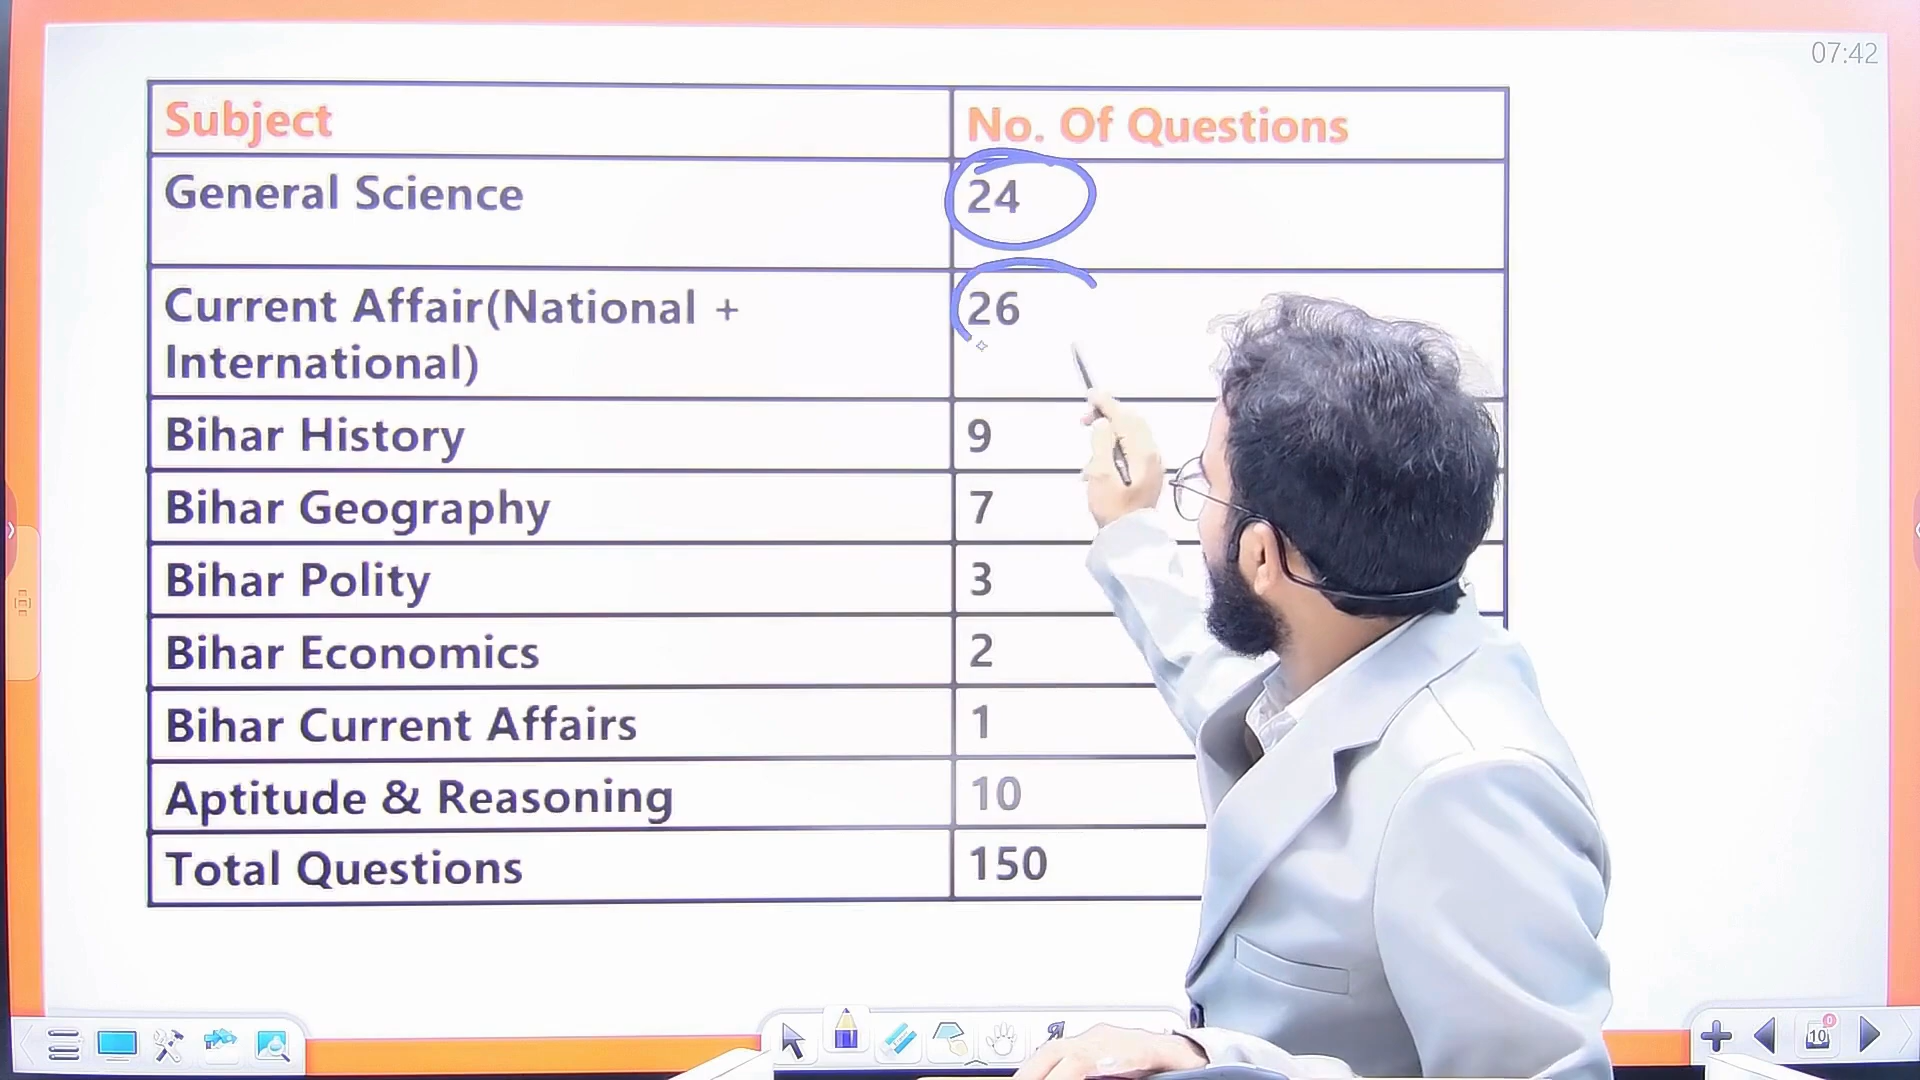 07:42
Subject No. Of Questions
General Science 24
Current Affair(National + 26
International)
Bihar History 9
Bihar Geography 7
Bihar Polity 3
Bihar Economics 2
Bihar Current Affairs 1
Aptitude & Reasoning 10
Total Questions 150
10
0